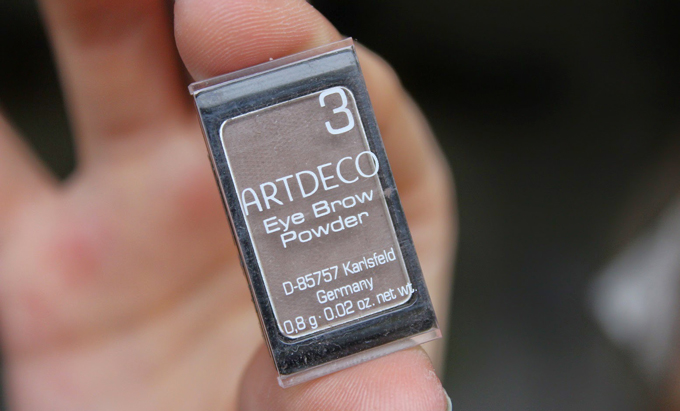 3
ARTDECO
Eye Brow
Powder
D-85757 Karlsfeld
Germany
0,8 g · 0.02 oz. net wt.